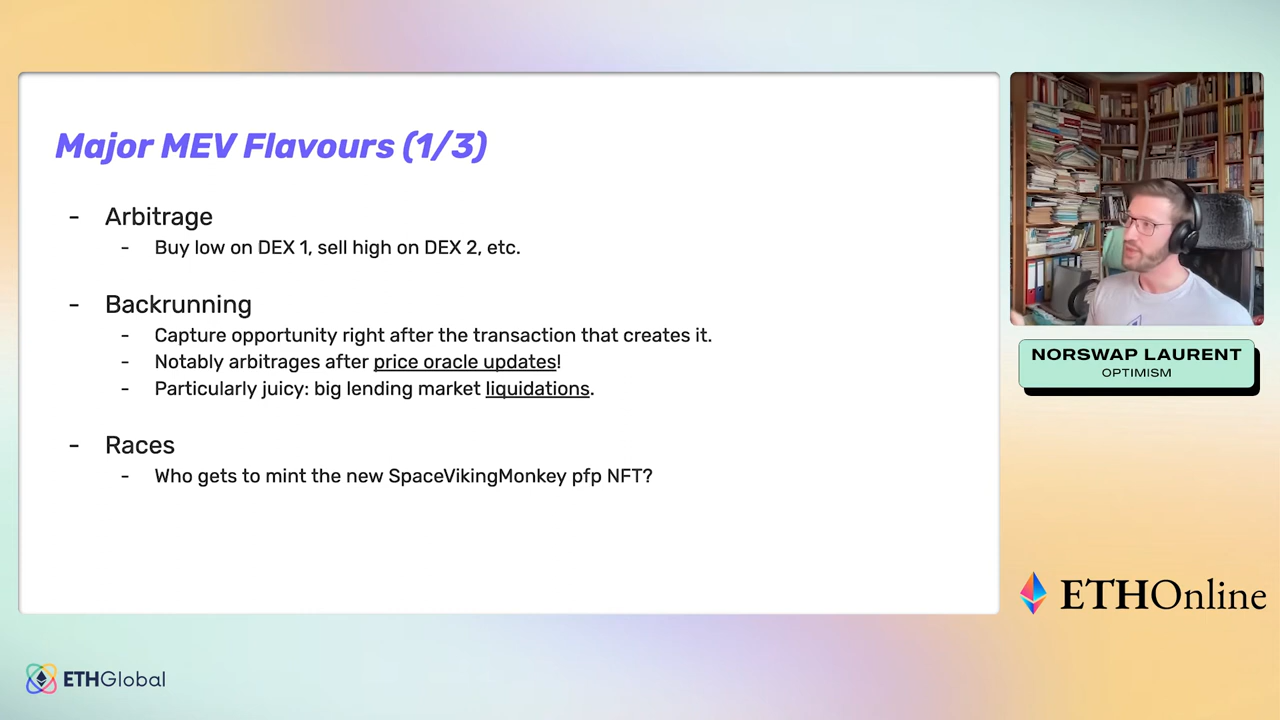 Major MEV Flavours (1/3)
- Arbitrage
- Buy low on DEX 1, sell high on DEX 2, etc.
- Backrunning
- Capture opportunity right after the transaction that creates it.
- Notably arbitrages after price oracle updates!
- Particularly juicy: big lending market liquidations.
- Races
- Who gets to mint the new SpaceVikingMonkey pfp NFT?
NORSWAP LAURENT
OPTIMISM
ETHOnline
ETHGlobal